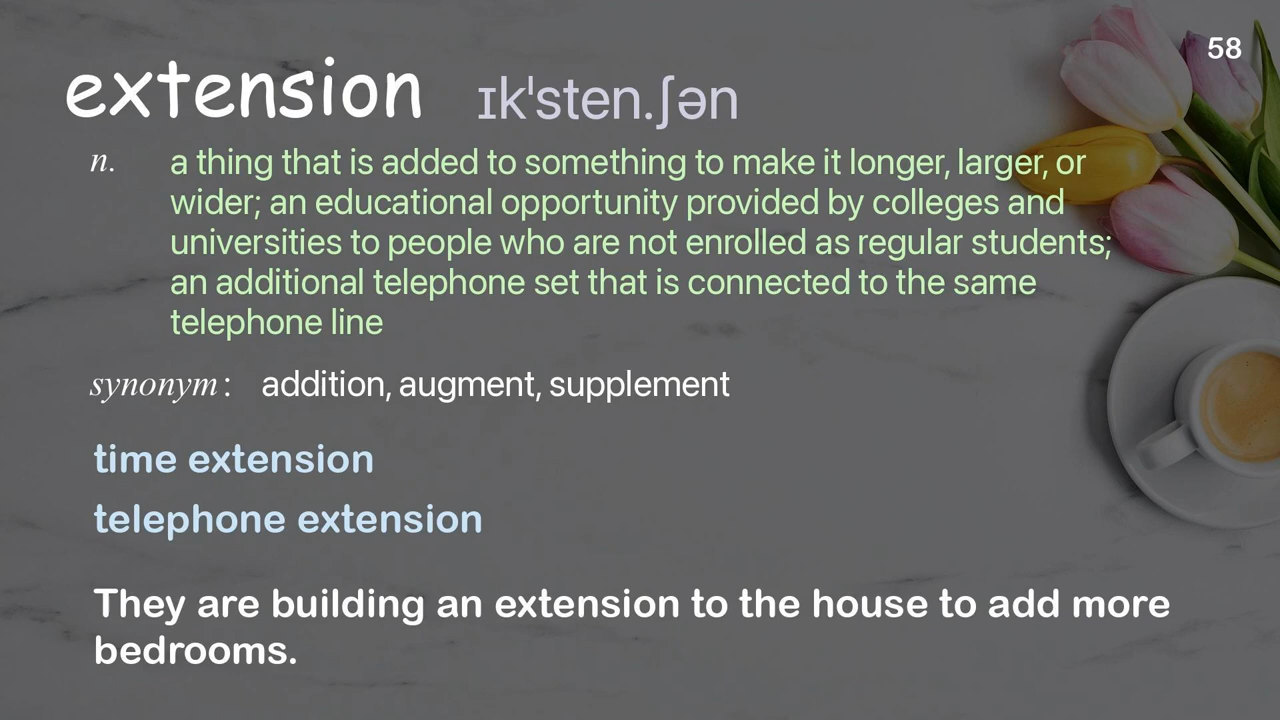 58
extension ɪkˈsten.ʃən
n. a thing that is added to something to make it longer, larger, or
wider; an educational opportunity provided by colleges and
universities to people who are not enrolled as regular students;
an additional telephone set that is connected to the same
telephone line
synonym: addition, augment, supplement
time extension
telephone extension
They are building an extension to the house to add more
bedrooms.